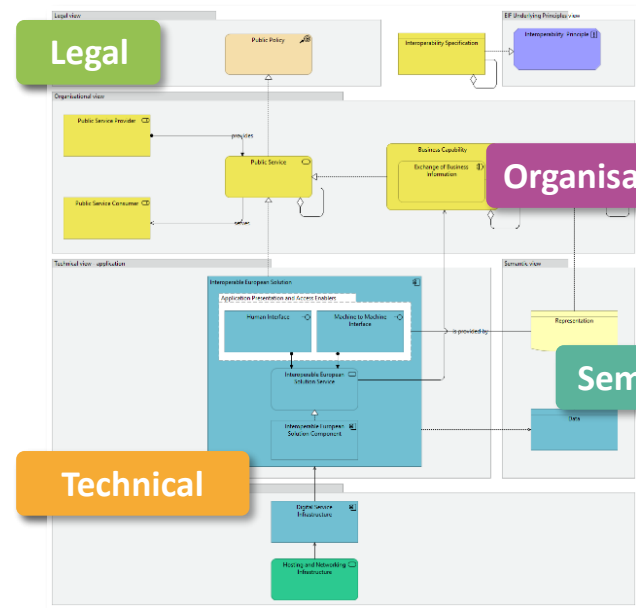 Legal view
EIF Underlying Principles view
Legal
Public Policy
Interoperability Specification
Interoperability Principle
Organisational view
Public Service Provider
provides
Public Service
Business Capability
Exchange of Business
Information
Organisa
Public Service Consumer
Technical view - application
Semantic view
Interoperable European Solution
Application Presentation and Access Enablers
Human Interface
Machine to Machine
Interface
is provided by
Representation
Interoperable European
Solution Service
Sem
Data
Interoperable European
Solution Component
Technical
Digital Service
Infrastructure
Hosting and Networking
Infrastructure